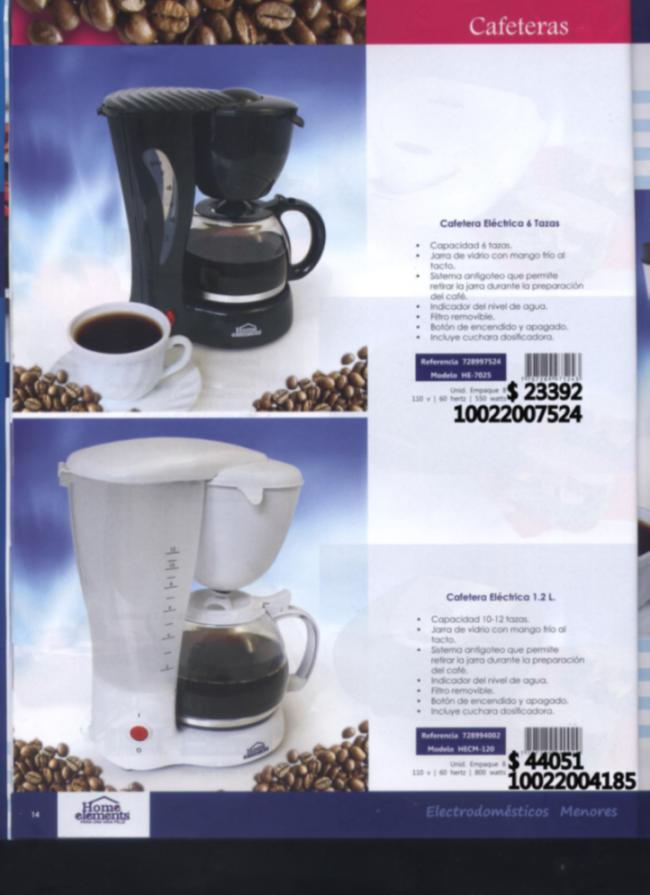 Cafeteras
Cafetera Eléctrica 6 Tazas
• Capacidad 6 tazas.
• Jarra de vidrio con mango frío al
tacto.
• Sistema antigoteo que permite
retirar la jarra durante la preparación
del café.
• Indicador del nivel de agua.
• Filtro removible.
• Botón de encendido y apagado.
• Incluye cuchara dosificadora.
Referencia 728997524
Modelo HE-7025
Unid. Empaque 8
$ 23392
110 v | 60 hertz | 550 watts
10022007524
Home
elements
Cafetera Eléctrica 1.2 L.
• Capacidad 10-12 tazas.
• Jarra de vidrio con mango frío al
tacto.
• Sistema antigoteo que permite
retirar la jarra durante la preparación
del café.
• Indicador del nivel de agua.
• Filtro removible.
• Botón de encendido y apagado.
• Incluye cuchara dosificadora.
Referencia 728994002
Modelo HECM-120
Unid. Empaque 8
$ 44051
110 v | 60 hertz | 800 watts
10022004185
14
Home
elements
Electrodomésticos Menores